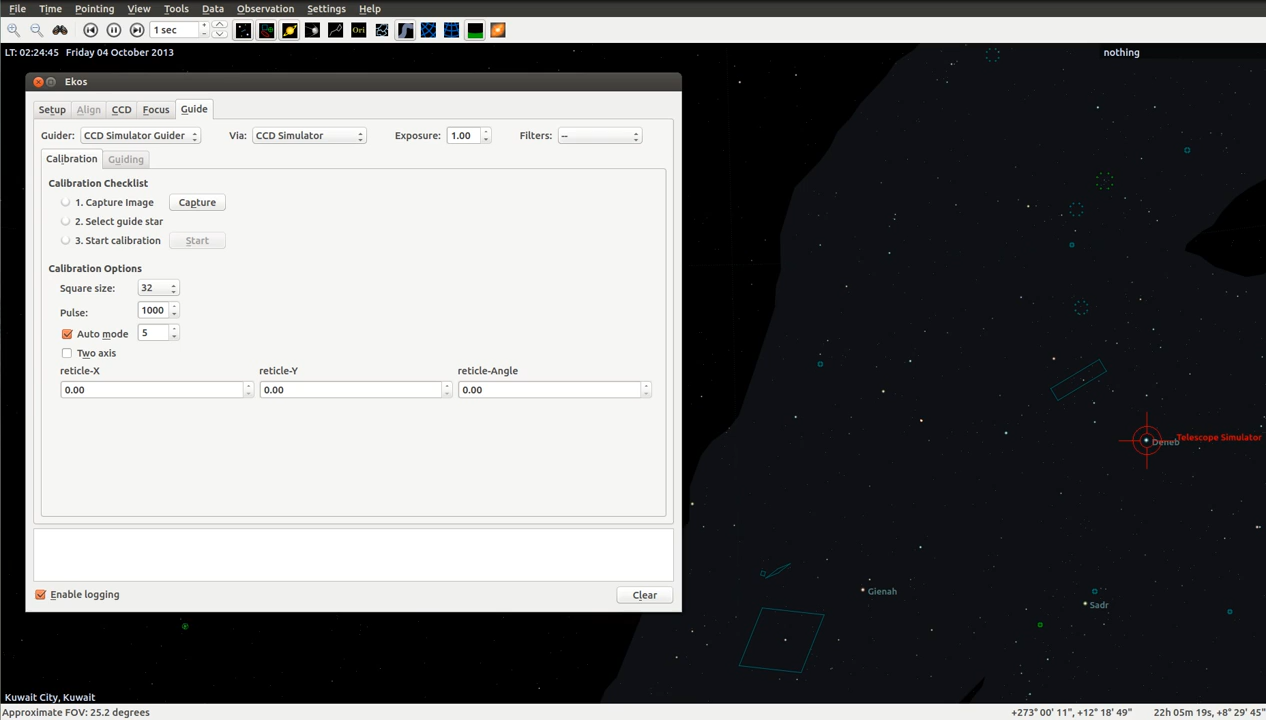 File Time Pointing View Tools Data Observation Settings Help
1 sec Ori
LT: 02:24:45 Friday 04 October 2013
nothing
Ekos
Setup Align CCD Focus Guide
Guider: CCD Simulator Guider Via: CCD Simulator Exposure: 1.00 Filters: --
Calibration Guiding
Calibration Checklist
1. Capture Image Capture
2. Select guide star
3. Start calibration Start
Calibration Options
Square size: 32
Pulse: 1000
Auto mode 5
Two axis
reticle-X reticle-Y reticle-Angle
0.00 0.00 0.00
Enable logging Clear
Telescope Simulator
Deneb
Gienah
Sadr
Kuwait City, Kuwait
Approximate FOV: 25.2 degrees +273° 00' 11", +12° 18' 49" 22h 05m 19s, +8° 29' 45"